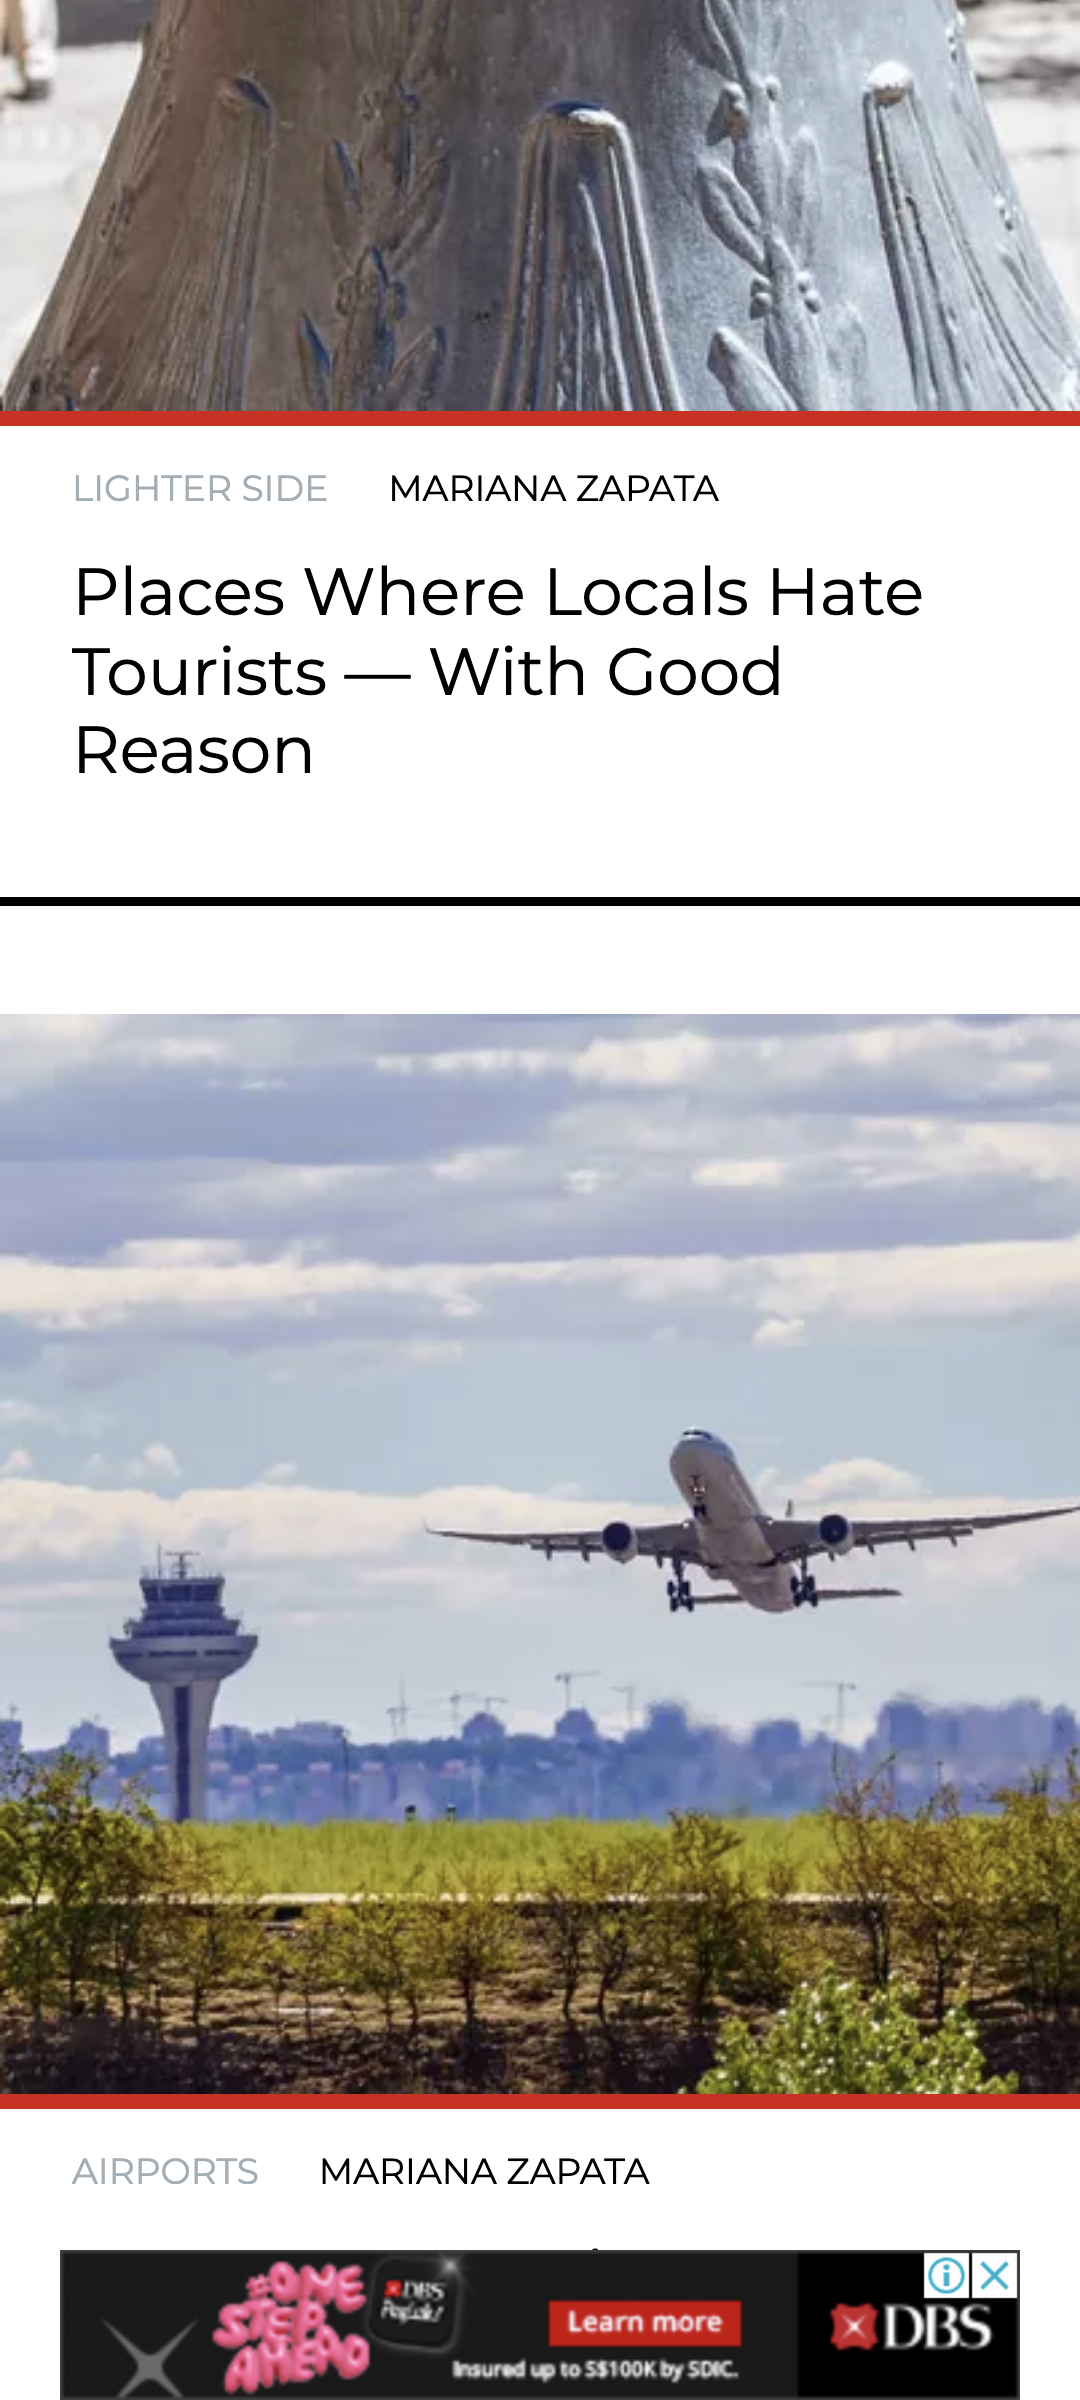 LIGHTER SIDE MARIANA ZAPATA
Places Where Locals Hate
Tourists — With Good
Reason
AIRPORTS MARIANA ZAPATA
#ONE
STEP
AHEAD
DBS
PayLah!
Learn more
Insured up to S$100K by SDIC.
DBS